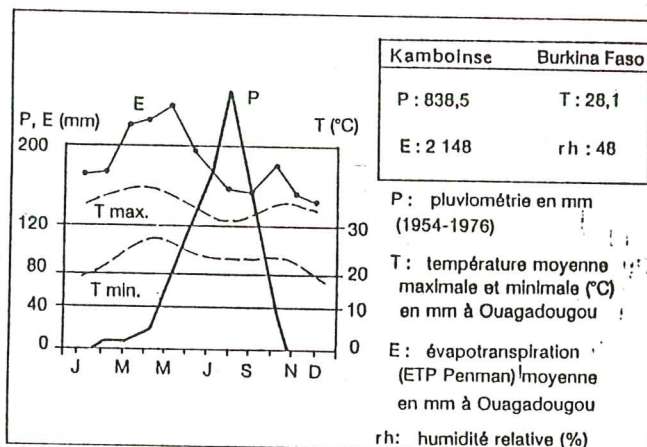 Kamboinse Burkina Faso
P : 838,5 T : 28,1
E : 2 148 rh : 48
P, E (mm) E P T (°C)
200
T max.
120 30
80 20
T min.
40 10
0 0
J M M J S N D
P : pluvlométrie en mm
(1954-1976)
T : température moyenne
maximale et minimale (°C)
en mm à Ouagadougou
E : évapotranspiration
(ETP Penman) moyenne
en mm à Ouagadougou
rh: humidité relative (%)